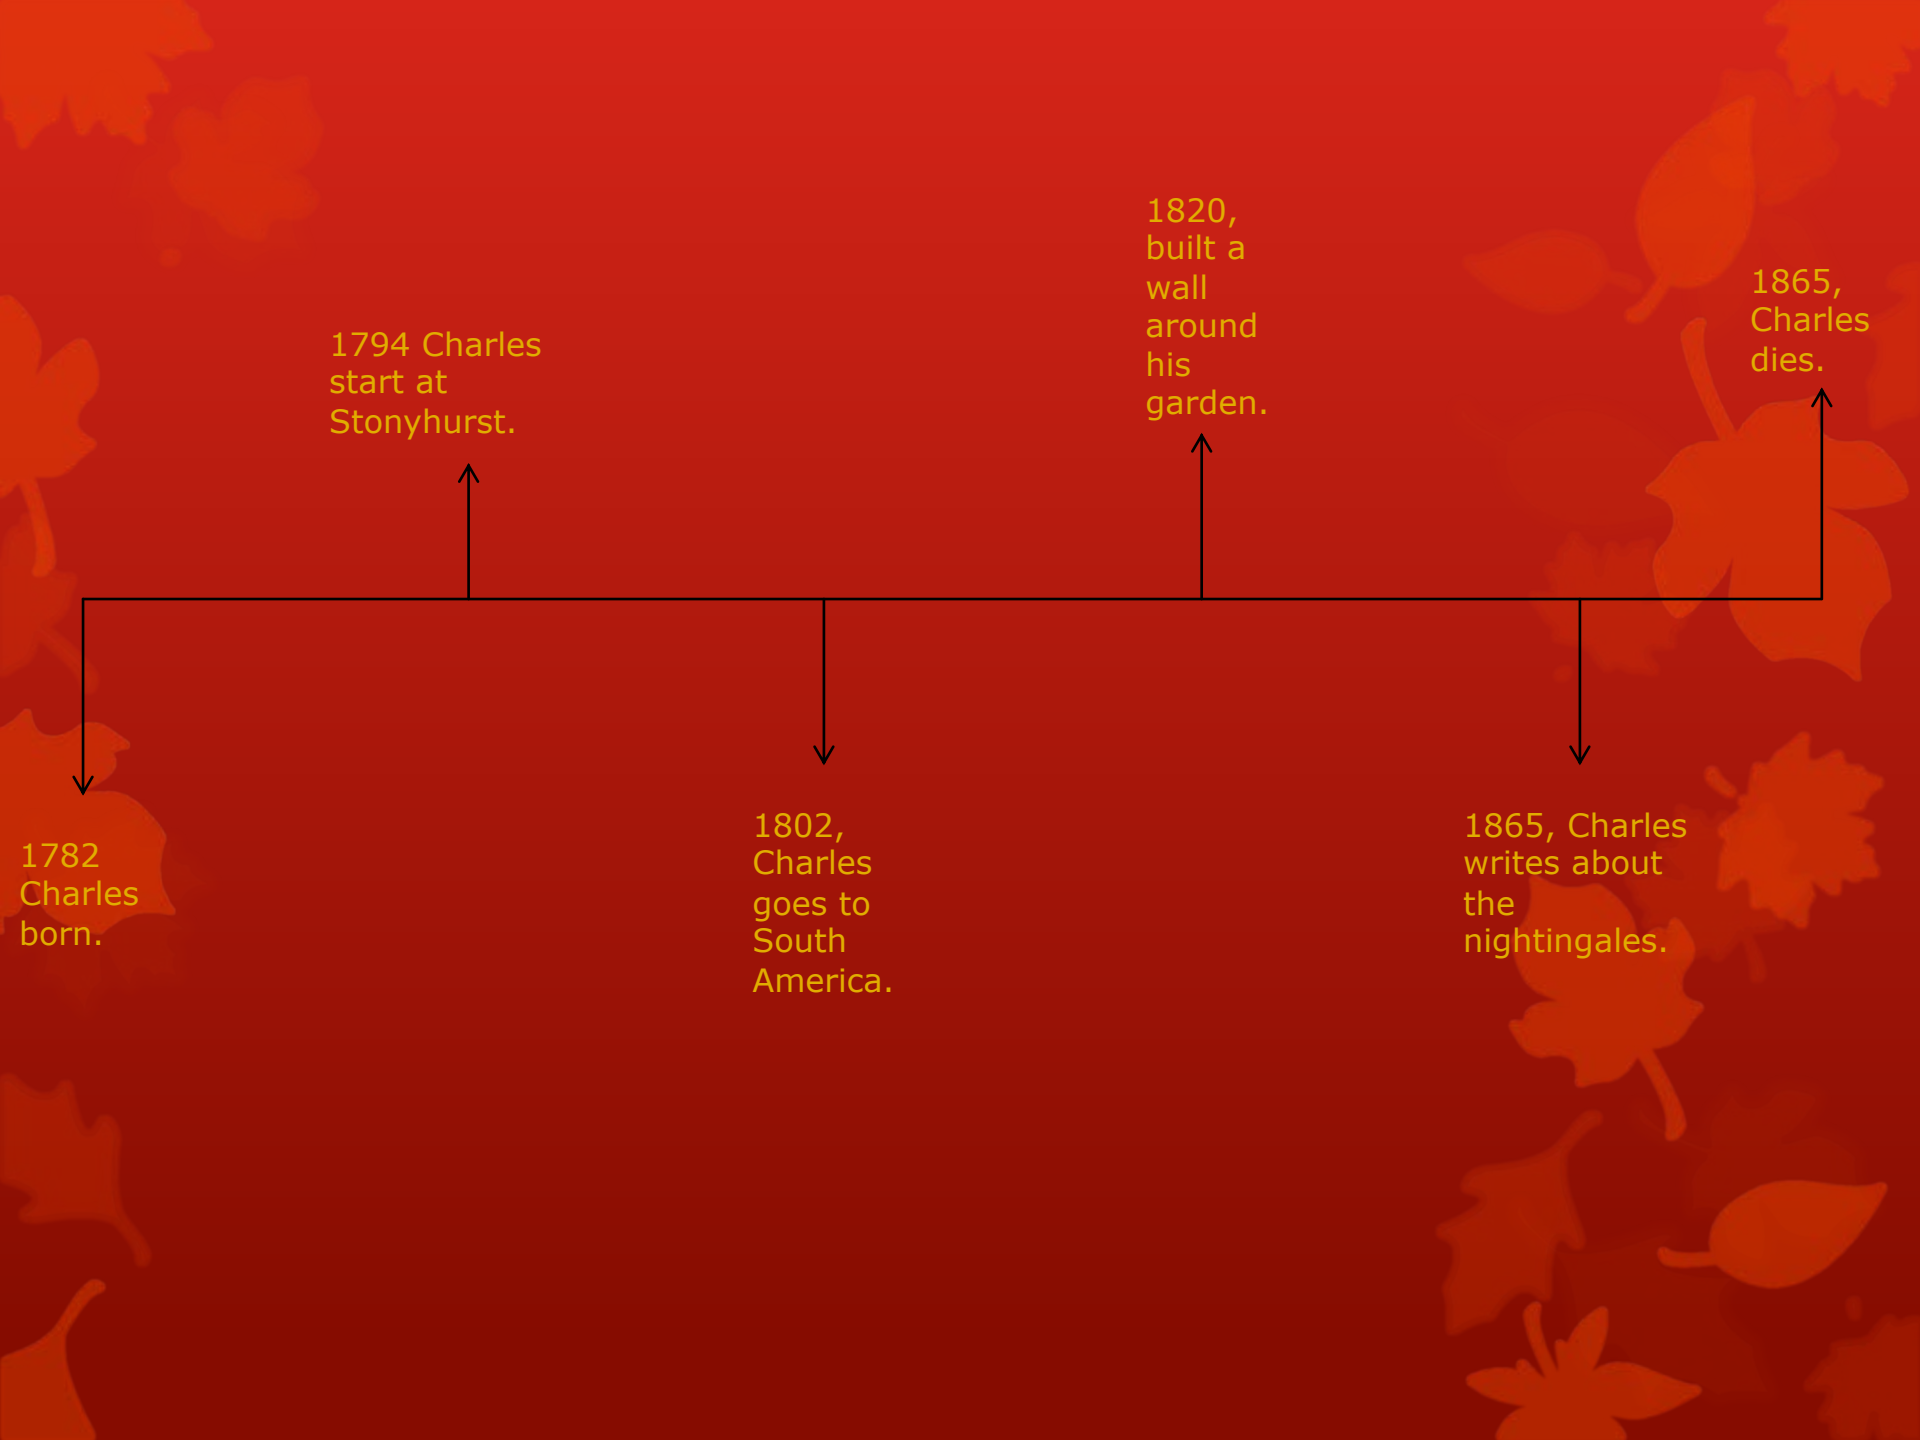 1782
Charles
born.
1794 Charles
start at
Stonyhurst.
1802,
Charles
goes to
South
America.
1820,
built a
wall
around
his
garden.
1865, Charles
writes about
the
nightingales.
1865,
Charles
dies.